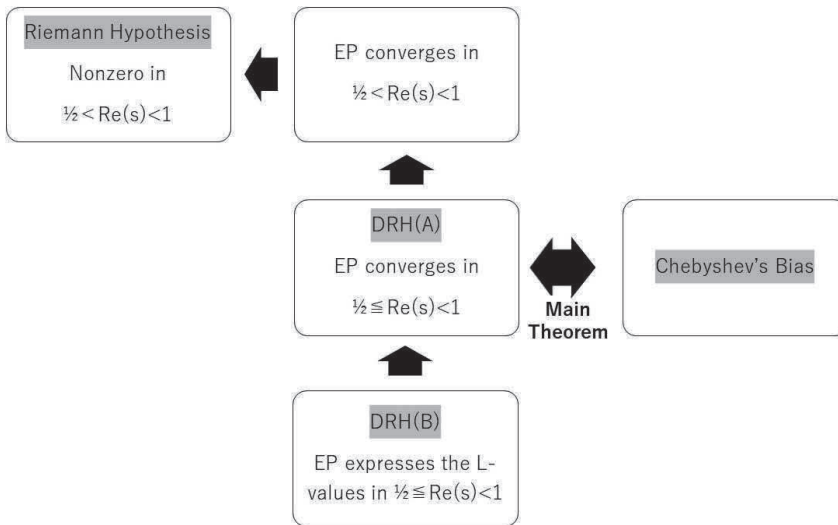 Riemann Hypothesis
Nonzero in
½ < Re(s)<1
EP converges in
½ < Re(s)<1
DRH(A)
EP converges in
½ ≦ Re(s)<1
Main
Theorem
Chebyshev's Bias
DRH(B)
EP expresses the L-
values in ½ ≦ Re(s)<1